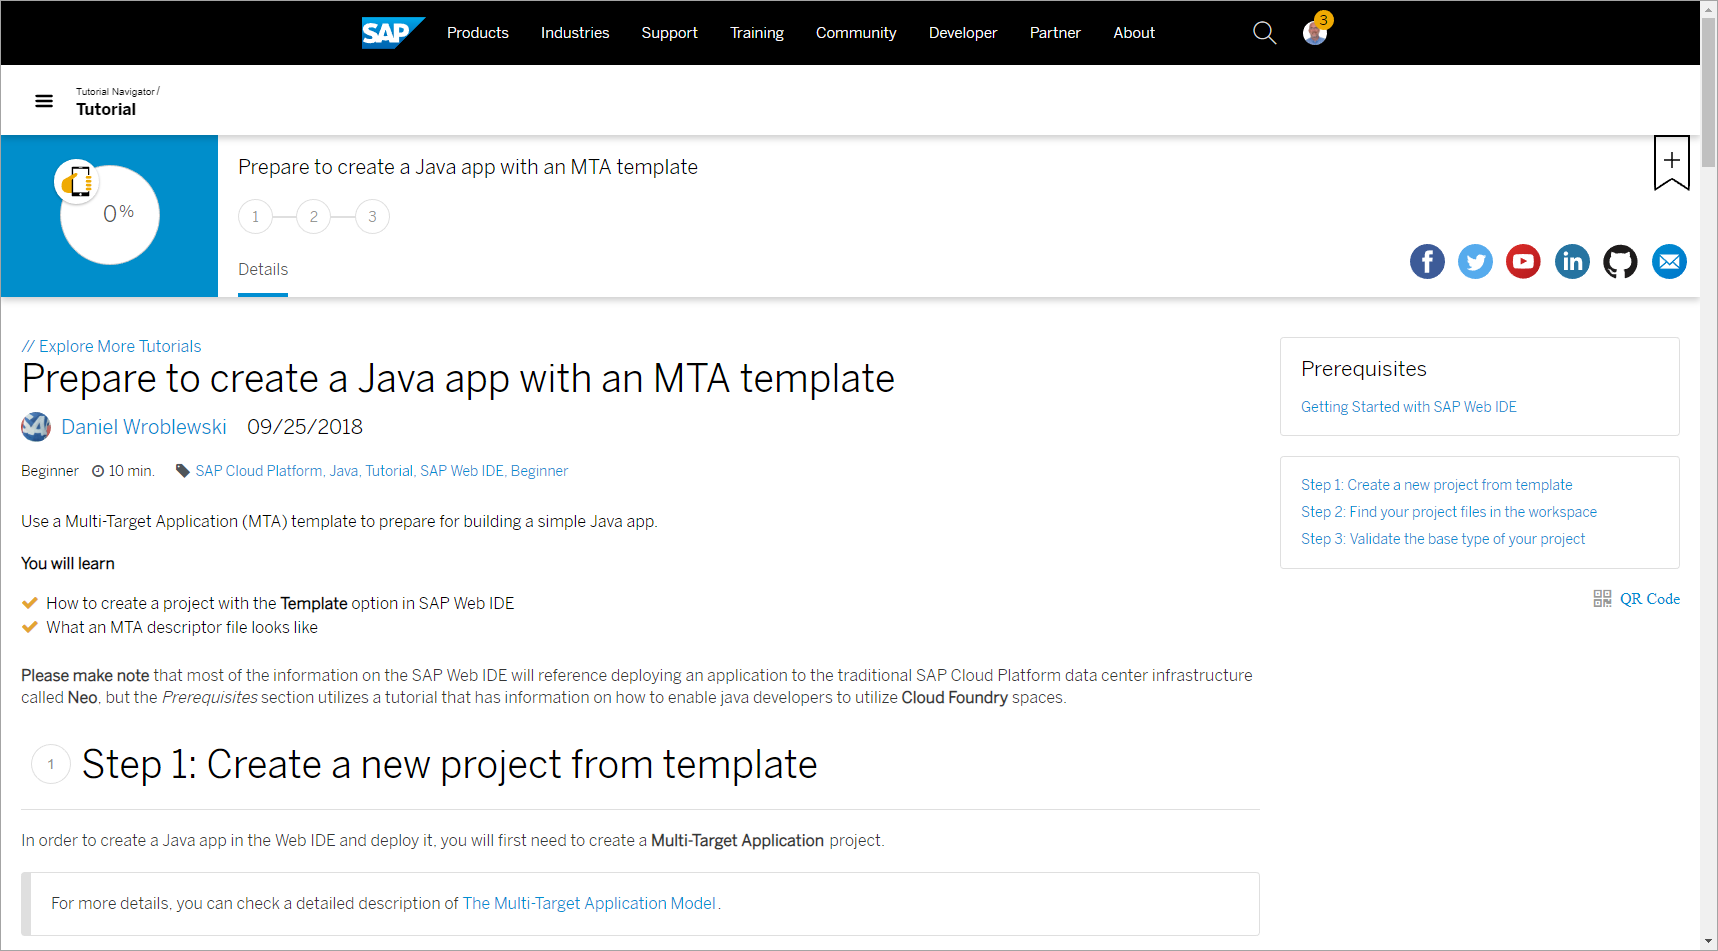 SAP Products Industries Support Training Community Developer Partner About 3
Tutorial Navigator /
Tutorial
0%
Prepare to create a Java app with an MTA template
1 2 3
Details
// Explore More Tutorials
Prepare to create a Java app with an MTA template
Daniel Wroblewski 09/25/2018
Beginner 10 min. SAP Cloud Platform, Java, Tutorial, SAP Web IDE, Beginner
Use a Multi-Target Application (MTA) template to prepare for building a simple Java app.
You will learn
How to create a project with the Template option in SAP Web IDE
What an MTA descriptor file looks like
Please make note that most of the information on the SAP Web IDE will reference deploying an application to the traditional SAP Cloud Platform data center infrastructure
called Neo, but the Prerequisites section utilizes a tutorial that has information on how to enable java developers to utilize Cloud Foundry spaces.
1 Step 1: Create a new project from template
In order to create a Java app in the Web IDE and deploy it, you will first need to create a Multi-Target Application project.
For more details, you can check a detailed description of The Multi-Target Application Model.
Prerequisites
Getting Started with SAP Web IDE
Step 1: Create a new project from template
Step 2: Find your project files in the workspace
Step 3: Validate the base type of your project
QR Code